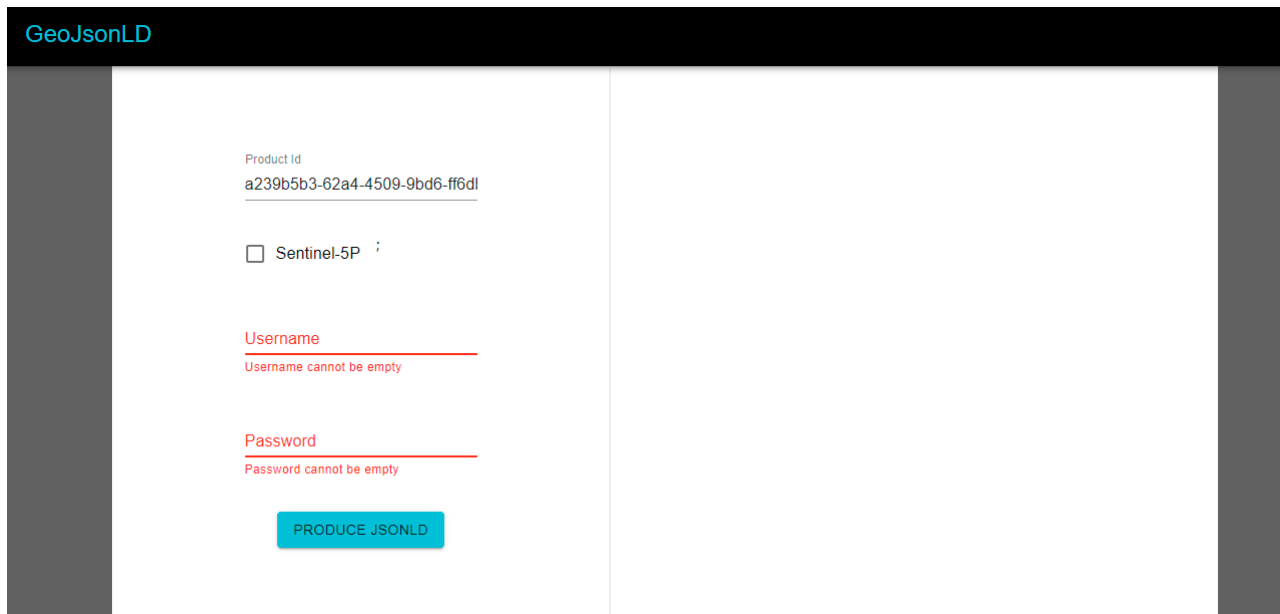 GeoJsonLD
Product Id
a239b5b3-62a4-4509-9bd6-ff6dl
Sentinel-5P ;
Username
Username cannot be empty
Password
Password cannot be empty
PRODUCE JSONLD